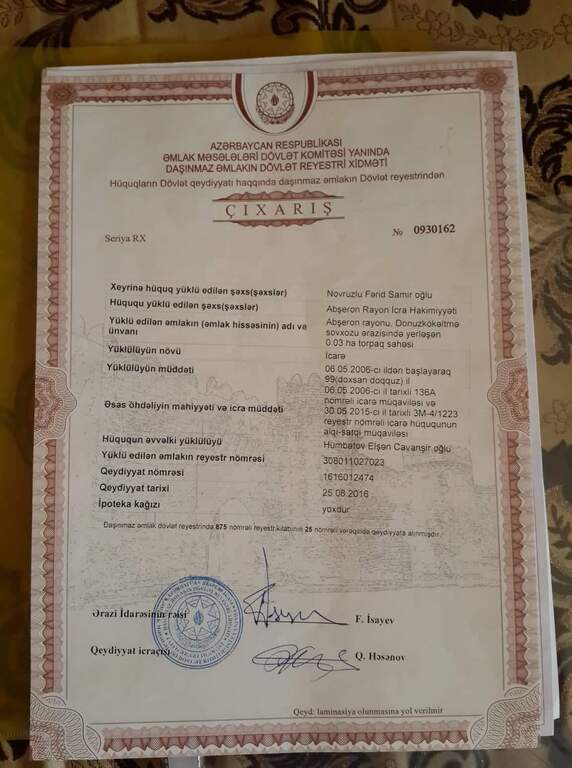 AZƏRBAYCAN RESPUBLİKASI
ƏMLAK MƏSƏLƏLƏRİ DÖVLƏT KOMİTƏSİ YANINDA
DAŞINMAZ ƏMLAKIN DÖVLƏT REYESTRİ XİDMƏTİ
Hüquqların Dövlət qeydiyyatı haqqında daşınmaz əmlakın Dövlət reyestrindən
ÇIXARIŞ
Seriya RX
№ 0930162
Xeyrinə hüquq yüklü edilən şəxs(şəxslər) Novruzlu Fərid Samir oğlu
Hüququ yüklü edilən şəxs(şəxslər) Abşeron Rayon İcra Hakimiyyəti
Yüklü edilən əmlakın (əmlak hissəsinin) adı və ünvanı Abşeron rayonu, Donuzkökəltmə
sovxozu ərazisində yerləşən
0.03 ha torpaq sahəsi
Yüklülüyün növü İcarə
Yüklülüyün müddəti 06.05 2006-cı ildən başlayaraq
99(doxsan doqquz) il
Əsas öhdəliyin mahiyyəti və icra müddəti 06.05 2006-cı il tarixli 136A
nömrəli icarə müqaviləsi və
30.05 2015-ci il tarixli 3M-4/1223
reyestr nömrəli icarə hüququnun
alqı-satqı müqaviləsi
Hüququn əvvəlki yüklülüyü Hümbətov Elşən Cavanşir oğlu
Yüklü edilən əmlakın reyestr nömrəsi 308011027023
Qeydiyyat nömrəsi 1616012474
Qeydiyyat tarixi 25 08 2016
İpoteka kağızı yoxdur
Daşınmaz əmlak dövlət reyestrində 875 nömrəli reyestr kitabının 25 nömrəli vərəqində qeydiyyata alınmışdır
Ərazi İdarəsinin rəisi F. İsayev
Qeydiyyat icraçısı Q. Həsənov
Qeyd: laminasiya olunmasına yol verilmir